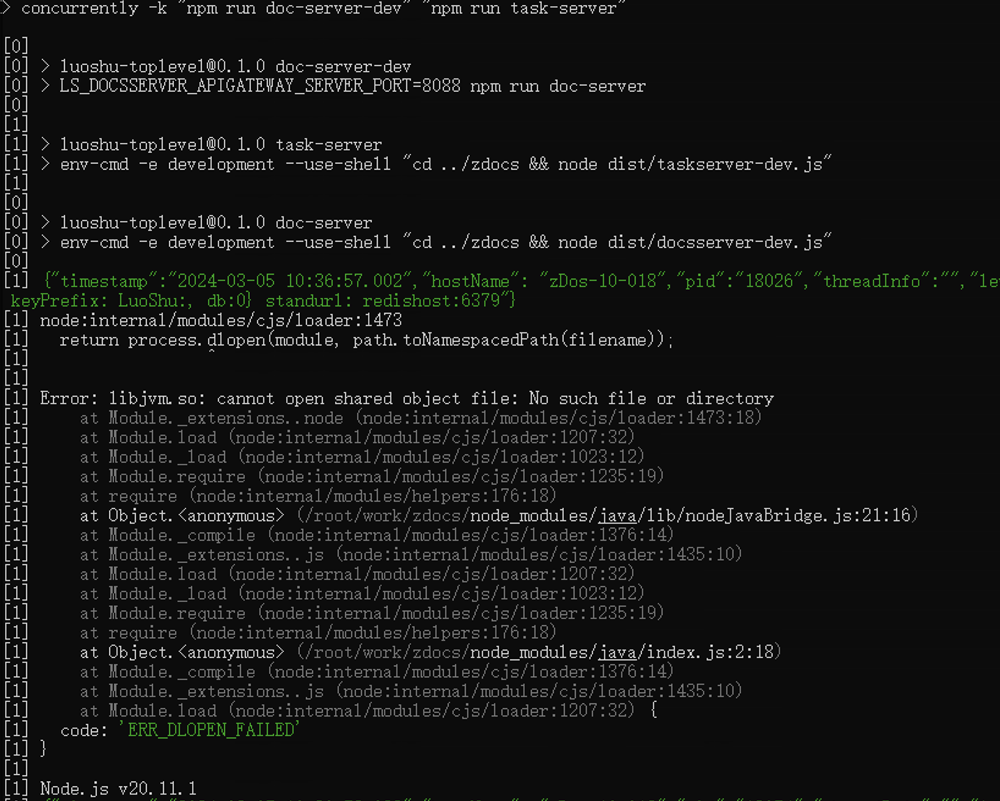 > concurrently -k "npm run doc-server-dev" "npm run task-server"
[0]
[0] > luoshu-toplevel@0.1.0 doc-server-dev
[0] > LS_DOCSSERVER_APIGATEWAY_SERVER_PORT=8088 npm run doc-server
[0]
[1]
[1] > luoshu-toplevel@0.1.0 task-server
[1] > env-cmd -e development --use-shell "cd ../zdocs && node dist/taskserver-dev.js"
[1]
[0]
[0] > luoshu-toplevel@0.1.0 doc-server
[0] > env-cmd -e development --use-shell "cd ../zdocs && node dist/docsserver-dev.js"
[0]
[1] {"timestamp":"2024-03-05 10:36:57.002","hostName": "zDos-10-018","pid":"18026","threadInfo":"","le
keyPrefix: LuoShu:, db:0} standurl: redishost:6379"}
[1] node:internal/modules/cjs/loader:1473
[1]   return process.dlopen(module, path.toNamespacedPath(filename));
[1]                  ^
[1]
[1] Error: libjvm.so: cannot open shared object file: No such file or directory
[1]     at Module._extensions..node (node:internal/modules/cjs/loader:1473:18)
[1]     at Module.load (node:internal/modules/cjs/loader:1207:32)
[1]     at Module._load (node:internal/modules/cjs/loader:1023:12)
[1]     at Module.require (node:internal/modules/cjs/loader:1235:19)
[1]     at require (node:internal/modules/helpers:176:18)
[1]     at Object.<anonymous> (/root/work/zdocs/node_modules/java/lib/nodeJavaBridge.js:21:16)
[1]     at Module._compile (node:internal/modules/cjs/loader:1376:14)
[1]     at Module._extensions..js (node:internal/modules/cjs/loader:1435:10)
[1]     at Module.load (node:internal/modules/cjs/loader:1207:32)
[1]     at Module._load (node:internal/modules/cjs/loader:1023:12)
[1]     at Module.require (node:internal/modules/cjs/loader:1235:19)
[1]     at require (node:internal/modules/helpers:176:18)
[1]     at Object.<anonymous> (/root/work/zdocs/node_modules/java/index.js:2:18)
[1]     at Module._compile (node:internal/modules/cjs/loader:1376:14)
[1]     at Module._extensions..js (node:internal/modules/cjs/loader:1435:10)
[1]     at Module.load (node:internal/modules/cjs/loader:1207:32) {
[1]   code: 'ERR_DLOPEN_FAILED'
[1] }
[1]
[1] Node.js v20.11.1